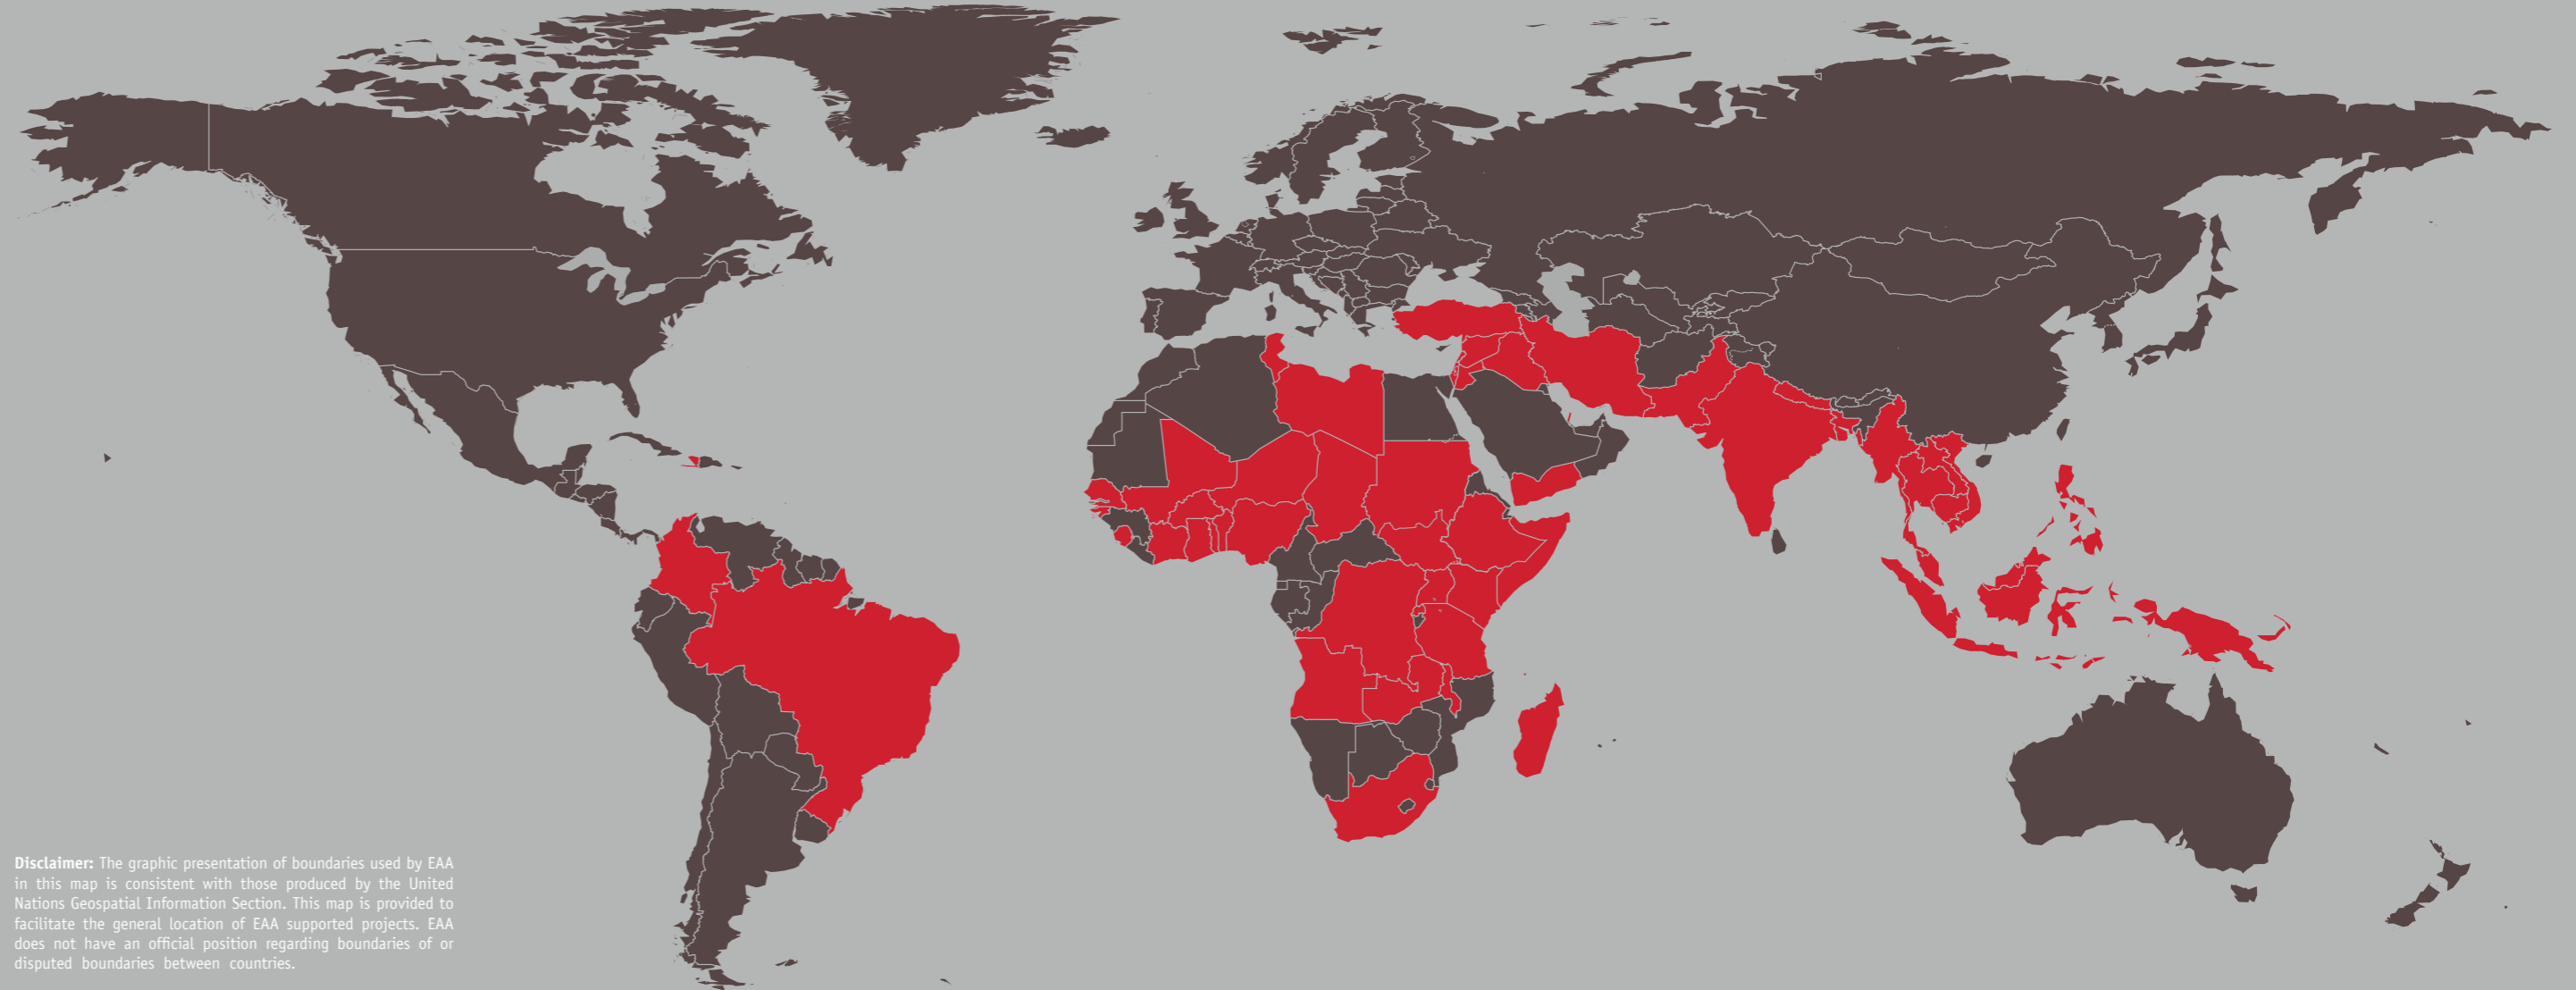 Disclaimer: The graphic presentation of boundaries used by EAA
in this map is consistent with those produced by the United
Nations Geospatial Information Section. This map is provided to
facilitate the general location of EAA supported projects. EAA
does not have an official position regarding boundaries of or
disputed boundaries between countries.